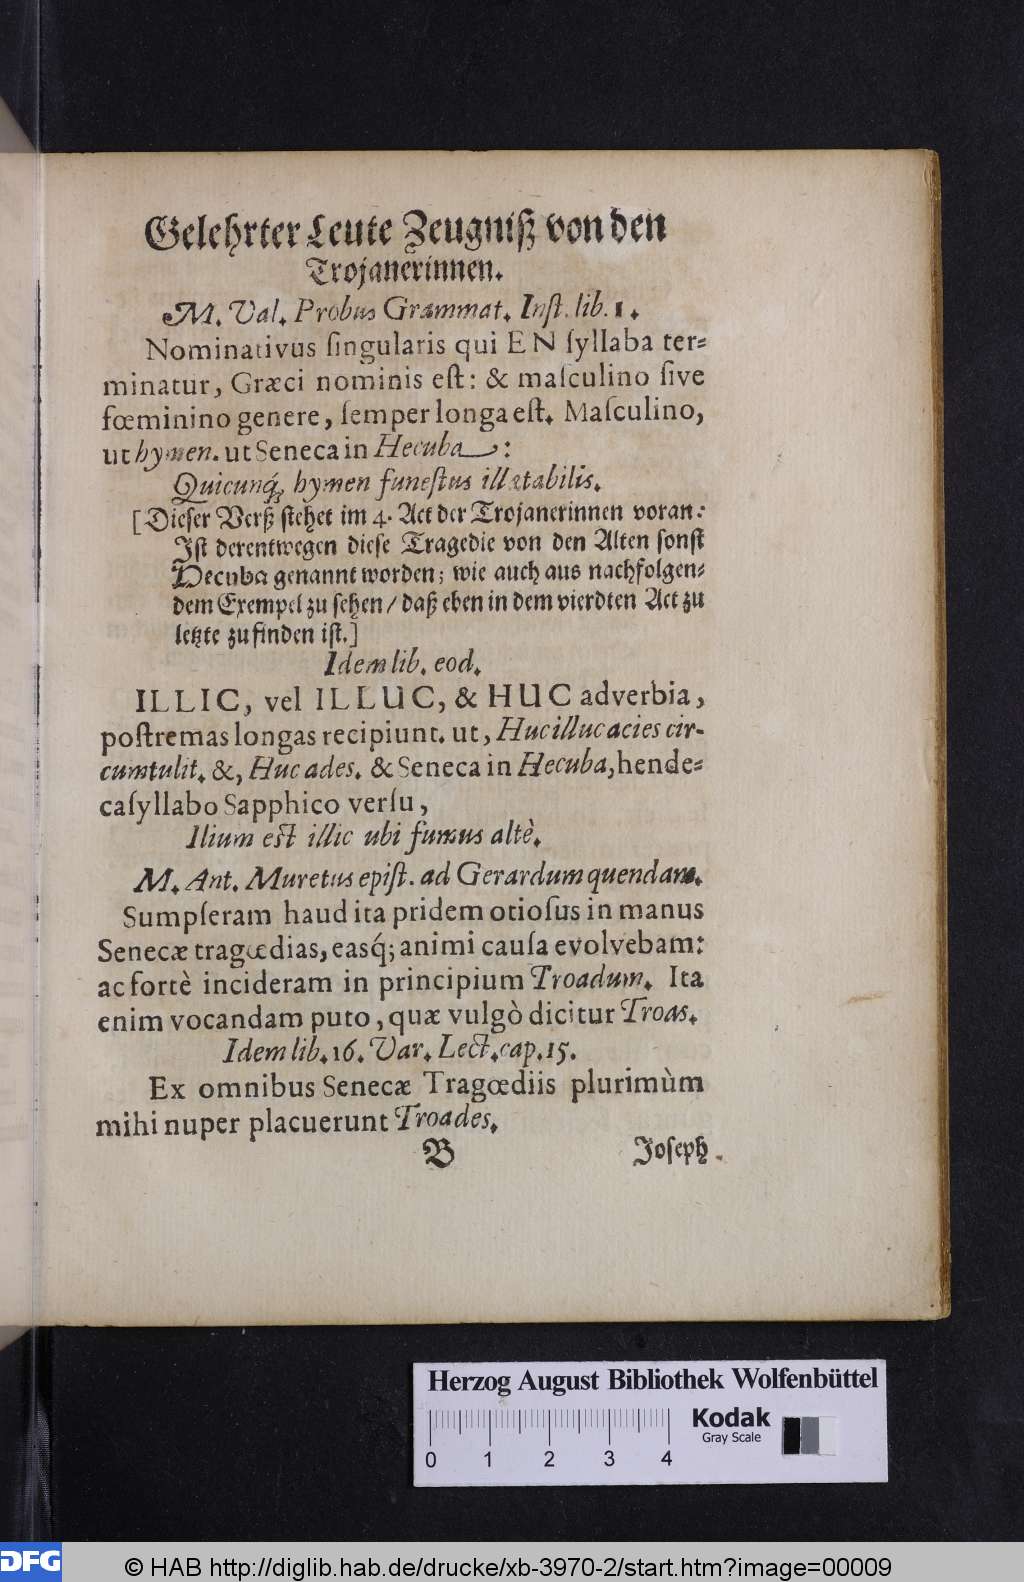 Gelehrter Leute Zeugniß von den
Trojanerinnen.
M. Val. Probus Grammat. Inſt. lib. 1.
Nominativus ſingularis qui EN ſyllaba ter⸗
minatur, Græci nominis eſt: & maſculino ſive
fœminino genere, ſemper longa eſt. Maſculino,
ut hymen. ut Seneca in Hecuba:
Quicunq́; hymen funeſtus illætabilis.
[Dieſer Verß ſtehet im 4. Act der Trojanerinnen voran:
Iſt derentwegen dieſe Tragedie von den Alten ſonſt
Hecuba genannt worden; wie auch aus nachfolgen⸗
dem Exempel zu ſehen / daß eben in dem vierdten Act zu
letzte zu finden iſt.]
Idem lib. eod.
ILLIC, vel ILLUC, & HUC adverbia,
poſtremas longas recipiunt. ut, Huc illuc acies cir-
cumtulit. &, Huc ades. & Seneca in Hecuba, hende⸗
caſyllabo Sapphico verſu,
Ilium eſt illic ubi fumus altè.
M. Ant. Muretus epiſt. ad Gerardum quendam.
Sumpſeram haud ita pridem otioſus in manus
Senecæ tragœdias, easq́; animi cauſa evolvebam:
ac fortè incideram in principium Troadum. Ita
enim vocandam puto, quæ vulgò dicitur Troas.
Idem lib. 16. Var. Lect. cap. 15.
Ex omnibus Senecæ Tragœdiis plurimùm
mihi nuper placuerunt Troades.
B Joſeph
Herzog August Bibliothek Wolfenbüttel
Kodak
Gray Scale
0 1 2 3 4
DFG
© HAB http://diglib.hab.de/drucke/xb-3970-2/start.htm?image=00009